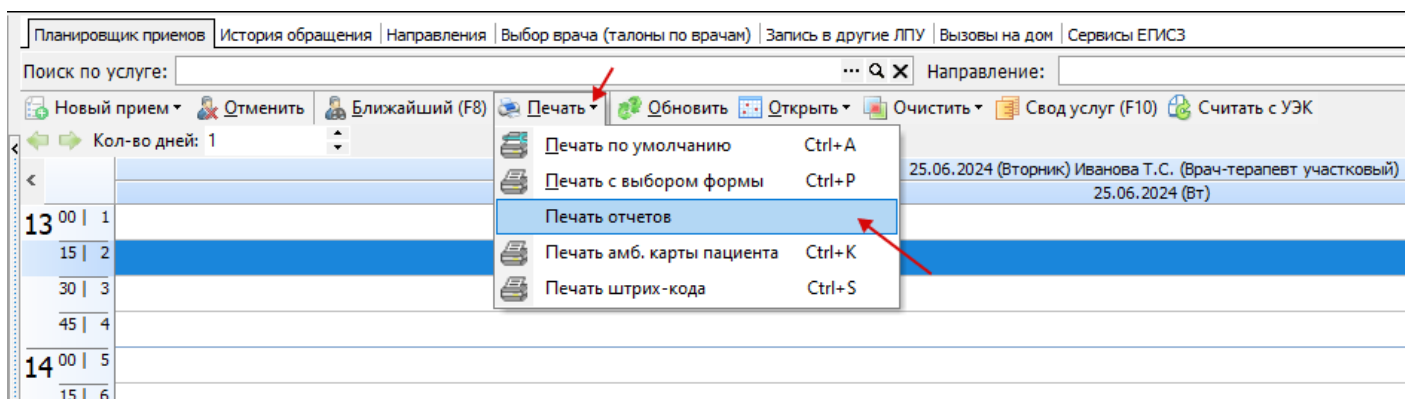 Планировщик приемов История обращения Направления Выбор врача (талоны по врачам) Запись в другие ЛПУ Вызовы на дом Сервисы ЕГИСЗ
Поиск по услуге: ... Направление:
Новый прием Отменить Ближайший (F8) Печать Обновить Открыть Очистить Свод услуг (F10) Считать с УЭК
Кол-во дней: 1
Печать по умолчанию Ctrl+A
Печать с выбором формы Ctrl+P
Печать отчетов
Печать амб. карты пациента Ctrl+K
Печать штрих-кода Ctrl+S
25.06.2024 (Вторник) Иванова Т.С. (Врач-терапевт участковый)
25.06.2024 (Вт)
13 00 | 1
15 | 2
30 | 3
45 | 4
14 00 | 5
15 | 6